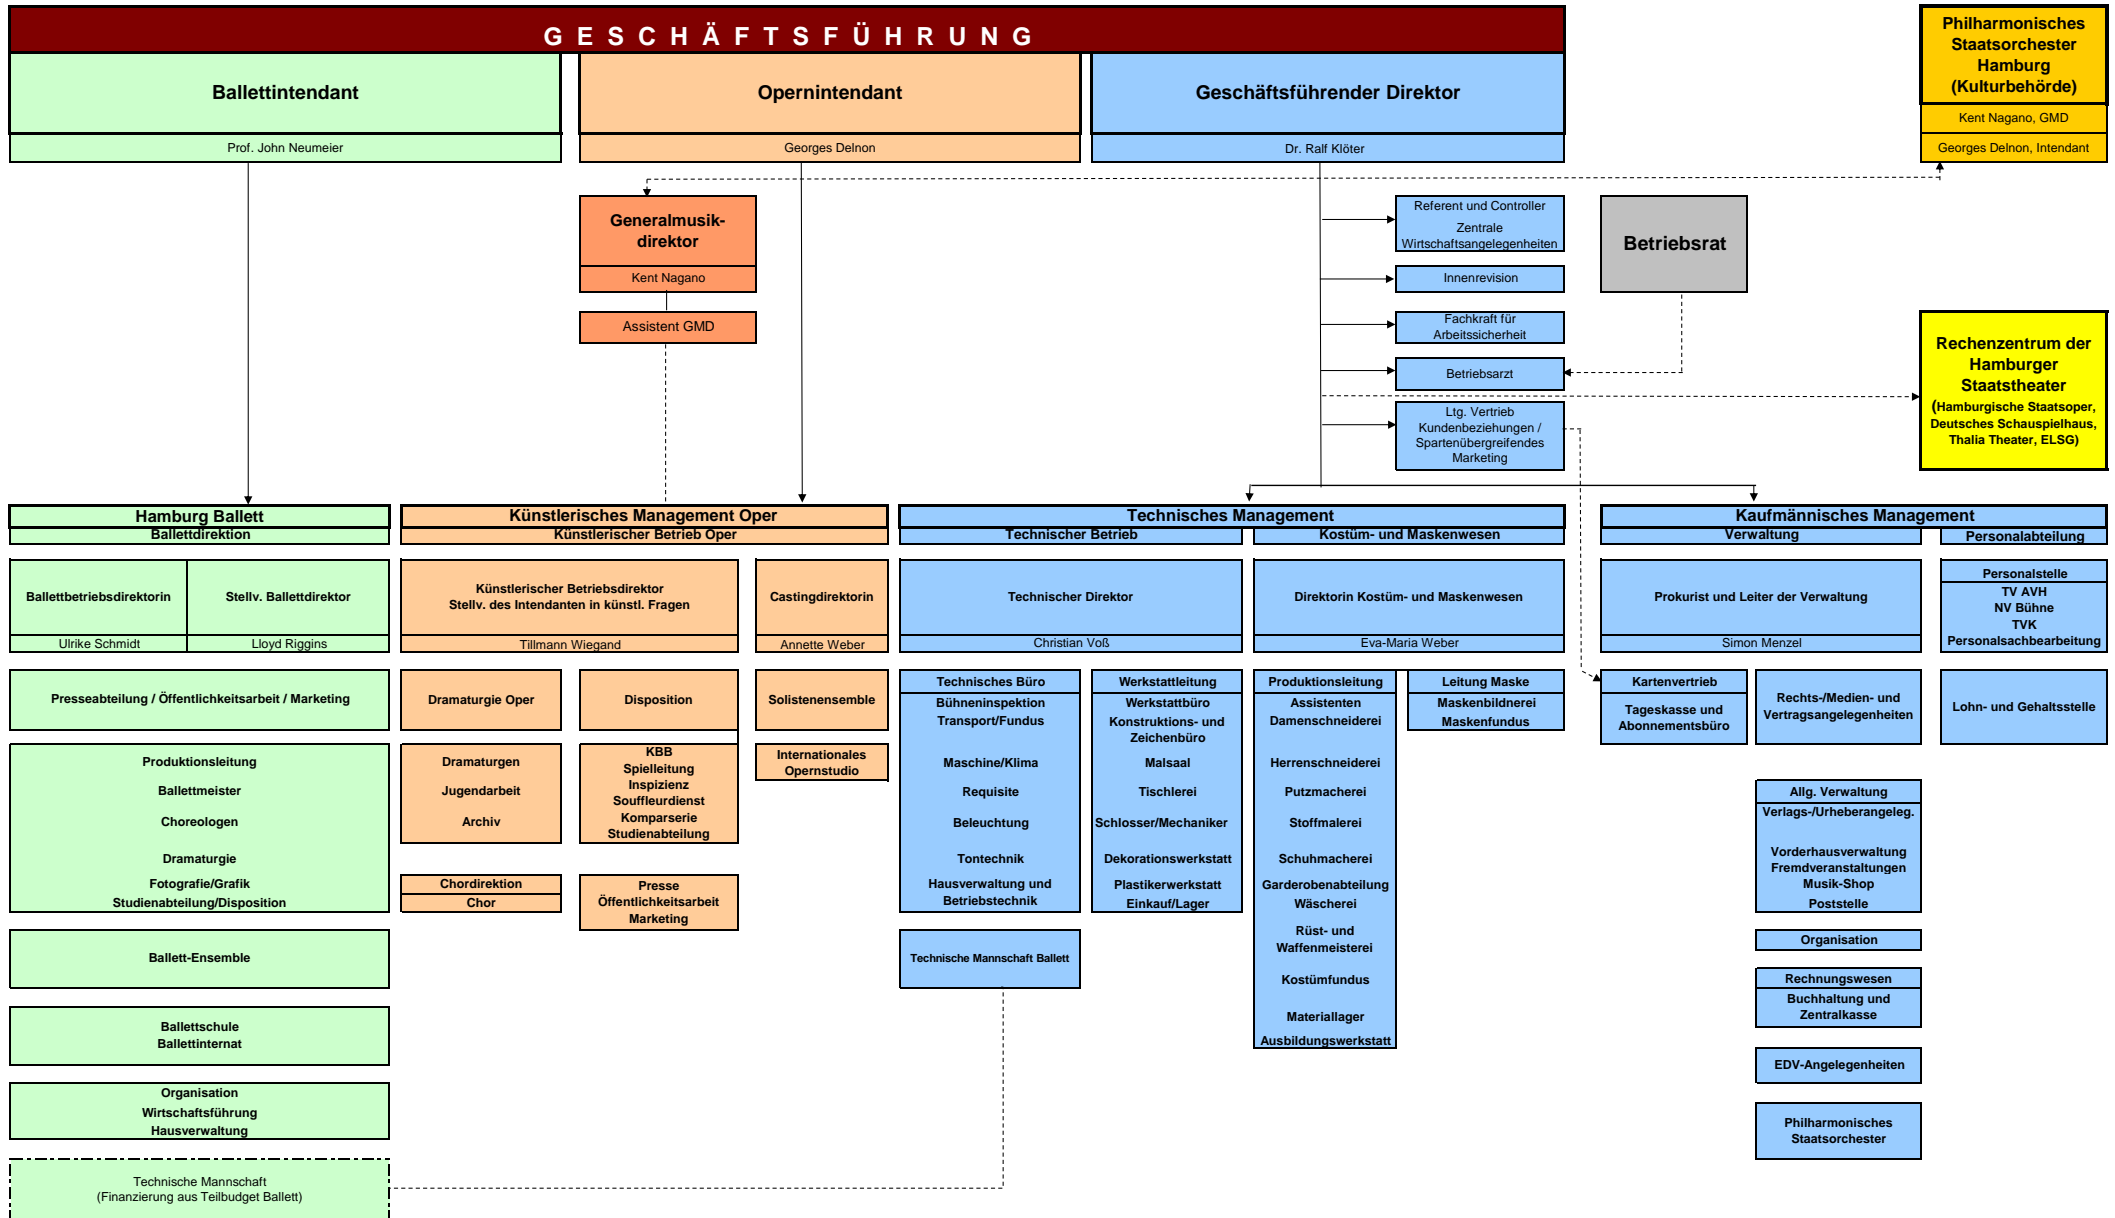 G E S C H Ä F T S F Ü H R U N G
Ballettintendant
Prof. John Neumeier
Opernintendant
Georges Delnon
Geschäftsführender Direktor
Dr. Ralf Klöter
Philharmonisches
Staatsorchester
Hamburg
(Kulturbehörde)
Kent Nagano, GMD
Georges Delnon, Intendant
Generalmusik-
direktor
Kent Nagano
Assistent GMD
Referent und Controller
Zentrale
Wirtschaftsangelegenheiten
Innenrevision
Fachkraft für
Arbeitssicherheit
Betriebsarzt
Ltg. Vertrieb
Kundenbeziehungen /
Spartenübergreifendes
Marketing
Betriebsrat
Rechenzentrum der
Hamburger
Staatstheater
(Hamburgische Staatsoper,
Deutsches Schauspielhaus,
Thalia Theater, ELSG)
Hamburg Ballett
Ballettdirektion
Ballettbetriebsdirektorin
Ulrike Schmidt
Stellv. Ballettdirektor
Lloyd Riggins
Presseabteilung / Öffentlichkeitsarbeit / Marketing
Produktionsleitung
Ballettmeister
Choreologen
Dramaturgie
Fotografie/Grafik
Studienabteilung/Disposition
Ballett-Ensemble
Ballettschule
Ballettinternat
Organisation
Wirtschaftsführung
Hausverwaltung
Technische Mannschaft
(Finanzierung aus Teilbudget Ballett)
Künstlerisches Management Oper
Künstlerischer Betrieb Oper
Künstlerischer Betriebsdirektor
Stellv. des Intendanten in künstl. Fragen
Tillmann Wiegand
Castingdirektorin
Annette Weber
Dramaturgie Oper
Dramaturgen
Jugendarbeit
Archiv
Chordirektion
Chor
Disposition
KBB
Spielleitung
Inspizienz
Souffleurdienst
Komparserie
Studienabteilung
Presse
Öffentlichkeitsarbeit
Marketing
Solistenensemble
Internationales
Opernstudio
Technisches Management
Technischer Betrieb
Technischer Direktor
Christian Voß
Technisches Büro
Bühneninspektion
Transport/Fundus
Maschine/Klima
Requisite
Beleuchtung
Tontechnik
Hausverwaltung und
Betriebstechnik
Technische Mannschaft Ballett
Werkstattleitung
Werkstattbüro
Konstruktions- und
Zeichenbüro
Malsaal
Tischlerei
Schlosser/Mechaniker
Dekorationswerkstatt
Plastikerwerkstatt
Einkauf/Lager
Kostüm- und Maskenwesen
Direktorin Kostüm- und Maskenwesen
Eva-Maria Weber
Produktionsleitung
Assistenten
Damenschneiderei
Herrenschneiderei
Putzmacherei
Stoffmalerei
Schuhmacherei
Garderobenabteilung
Wäscherei
Rüst- und
Waffenmeisterei
Kostümfundus
Materiallager
Ausbildungswerkstatt
Leitung Maske
Maskenbildnerei
Maskenfundus
Kaufmännisches Management
Verwaltung
Prokurist und Leiter der Verwaltung
Simon Menzel
Kartenvertrieb
Tageskasse und
Abonnementsbüro
Rechts-/Medien- und
Vertragsangelegenheiten
Allg. Verwaltung
Verlags-/Urheberangeleg.
Vorderhausverwaltung
Fremdveranstaltungen
Musik-Shop
Poststelle
Organisation
Rechnungswesen
Buchhaltung und
Zentralkasse
EDV-Angelegenheiten
Philharmonisches
Staatsorchester
Personalabteilung
Personalstelle
TV AVH
NV Bühne
TVK
Personalsachbearbeitung
Lohn- und Gehaltsstelle